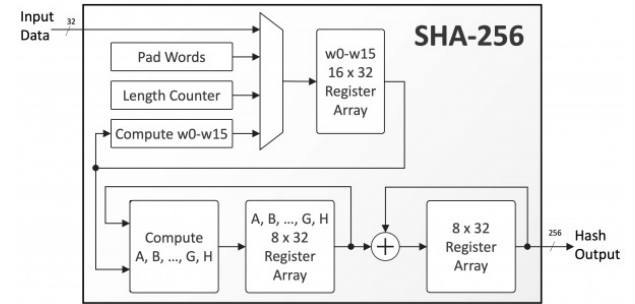 Input
Data
32
SHA-256
Pad Words
Length Counter
Compute w0-w15
w0-w15
16 x 32
Register
Array
Compute
A, B, ..., G, H
A, B, ..., G, H
8 x 32
Register
Array
+
8 x 32
Register
Array
256
Hash
Output